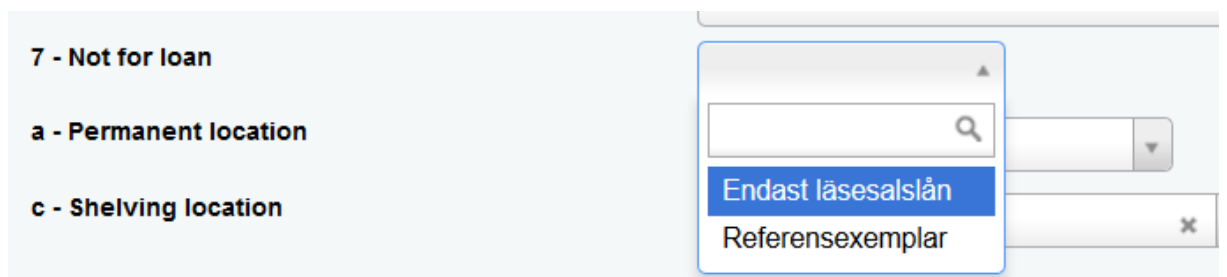 7 - Not for loan
a - Permanent location
Endast läsesalslån
c - Shelving location
Referensexemplar